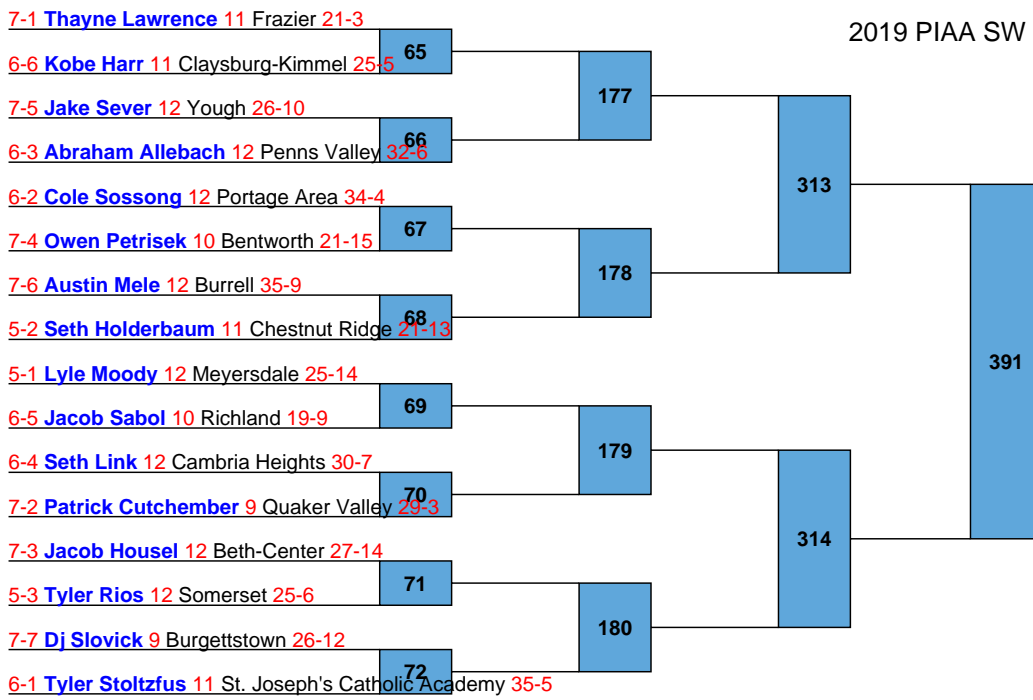 7-1 Thayne Lawrence 11 Frazier 21-3
2019 PIAA SW
65
6-6 Kobe Harr 11 Claysburg-Kimmel 25-5
177
7-5 Jake Sever 12 Yough 26-10
66
6-3 Abraham Allebach 12 Penns Valley 32-6
313
6-2 Cole Sossong 12 Portage Area 34-4
67
7-4 Owen Petrisek 10 Bentworth 21-15
178
7-6 Austin Mele 12 Burrell 35-9
68
5-2 Seth Holderbaum 11 Chestnut Ridge 21-13
391
5-1 Lyle Moody 12 Meyersdale 25-14
69
6-5 Jacob Sabol 10 Richland 19-9
179
6-4 Seth Link 12 Cambria Heights 30-7
70
7-2 Patrick Cutchember 9 Quaker Valley 29-3
314
7-3 Jacob Housel 12 Beth-Center 27-14
71
5-3 Tyler Rios 12 Somerset 25-6
180
7-7 Dj Slovick 9 Burgettstown 26-12
72
6-1 Tyler Stoltzfus 11 St. Joseph's Catholic Academy 35-5